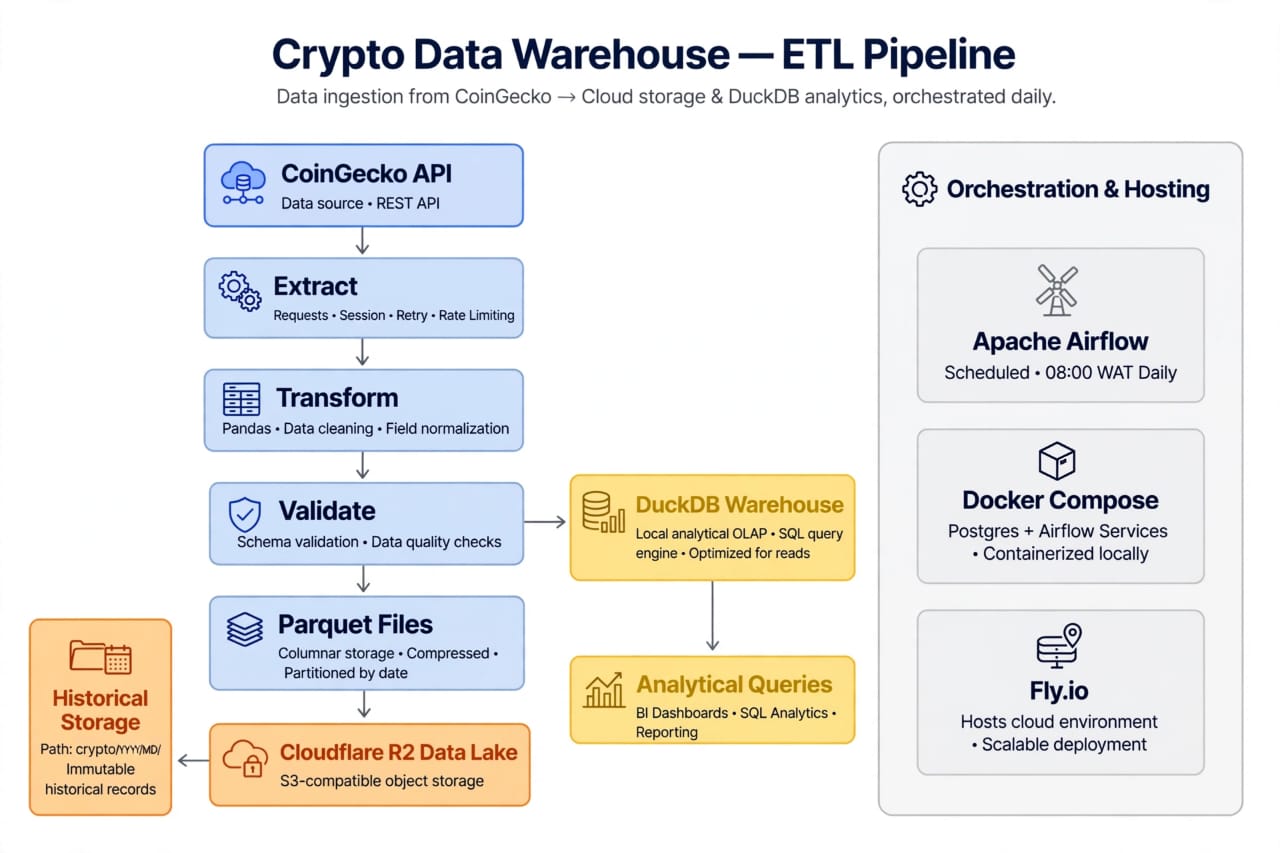 Crypto Data Warehouse — ETL Pipeline
Data ingestion from CoinGecko → Cloud storage & DuckDB analytics, orchestrated daily.
CoinGecko API
Data source • REST API
Extract
Requests • Session • Retry • Rate Limiting
Transform
Pandas • Data cleaning • Field normalization
Validate
Schema validation • Data quality checks
Parquet Files
Columnar storage • Compressed •
Partitioned by date
Cloudflare R2 Data Lake
S3-compatible object storage
Historical
Storage
Path: crypto/YYYY/MD/
Immutable
historical records
DuckDB Warehouse
Local analytical OLAP • SQL query
engine • Optimized for reads
Analytical Queries
BI Dashboards • SQL Analytics •
Reporting
Orchestration & Hosting
Apache Airflow
Scheduled • 08:00 WAT Daily
Docker Compose
Postgres + Airflow Services
• Containerized locally
Fly.io
Hosts cloud environment
• Scalable deployment